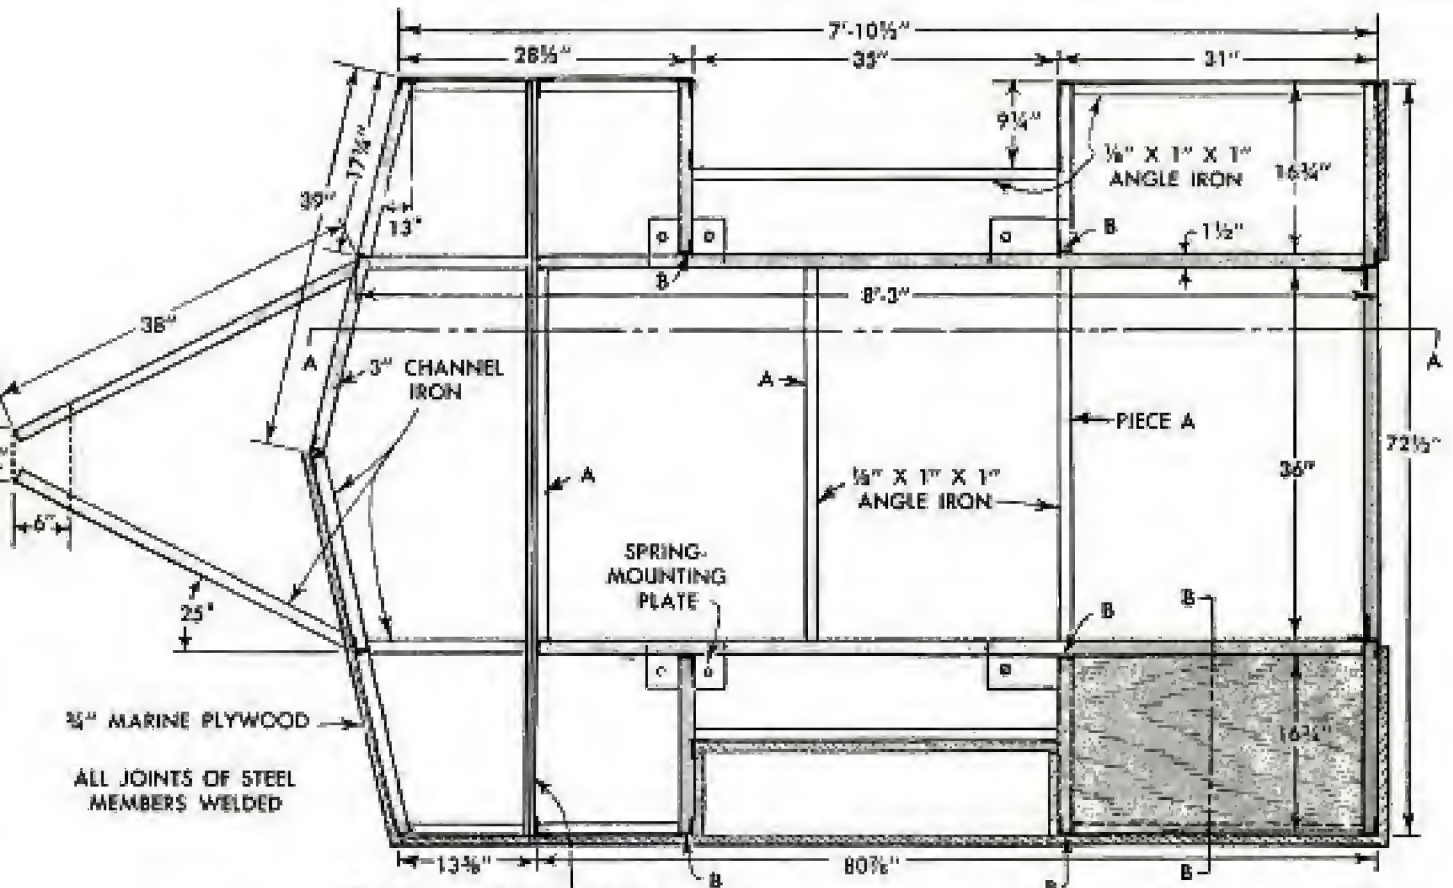 7'-10½"
28½"
35"
31"
9¼"
⅛" X 1" X 1"
ANGLE IRON
16¾"
17¾"
39"
13°
B
1½"
B
8'-3"
38"
A
3" CHANNEL
IRON
A
A
PIECE A
72½"
A
⅛" X 1" X 1"
ANGLE IRON
36"
6"
SPRING-
MOUNTING
PLATE
25°
B
B
¾" MARINE PLYWOOD
16¾"
ALL JOINTS OF STEEL
MEMBERS WELDED
13⅝"
80⅞"
B
B
B